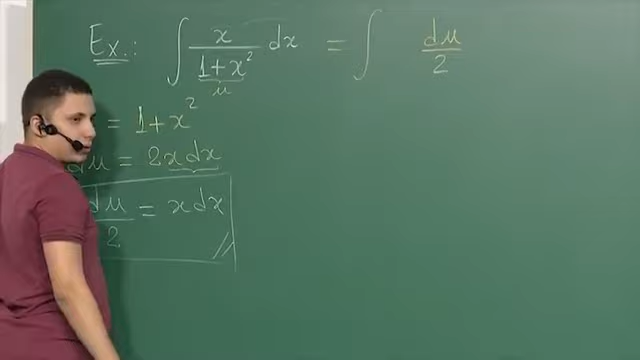 Ex.: ∫ x/(1+x²) dx = ∫ du/2
u
= 1+x²
du = 2x dx
du/2 = x dx